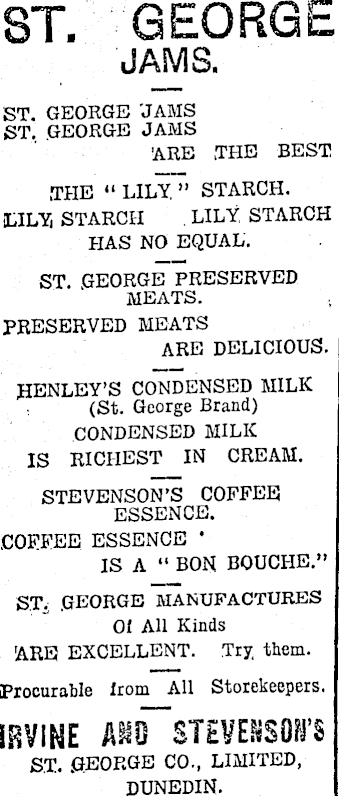 ST. GEORGE
JAMS.
ST. GEORGE JAMS
ST. GEORGE JAMS
ARE THE BEST
THE "LILY" STARCH.
LILY STARCH LILY STARCH
HAS NO EQUAL.
ST. GEORGE PRESERVED
MEATS.
PRESERVED MEATS
ARE DELICIOUS.
HENLEY'S CONDENSED MILK
(St. George Brand)
CONDENSED MILK
IS RICHEST IN CREAM.
STEVENSON'S COFFEE
ESSENCE.
COFFEE ESSENCE
IS A "BON BOUCHE."
ST. GEORGE MANUFACTURES
Of All Kinds
ARE EXCELLENT. Try them.
Procurable from All Storekeepers.
IRVINE AND STEVENSON'S
ST. GEORGE CO., LIMITED,
DUNEDIN.